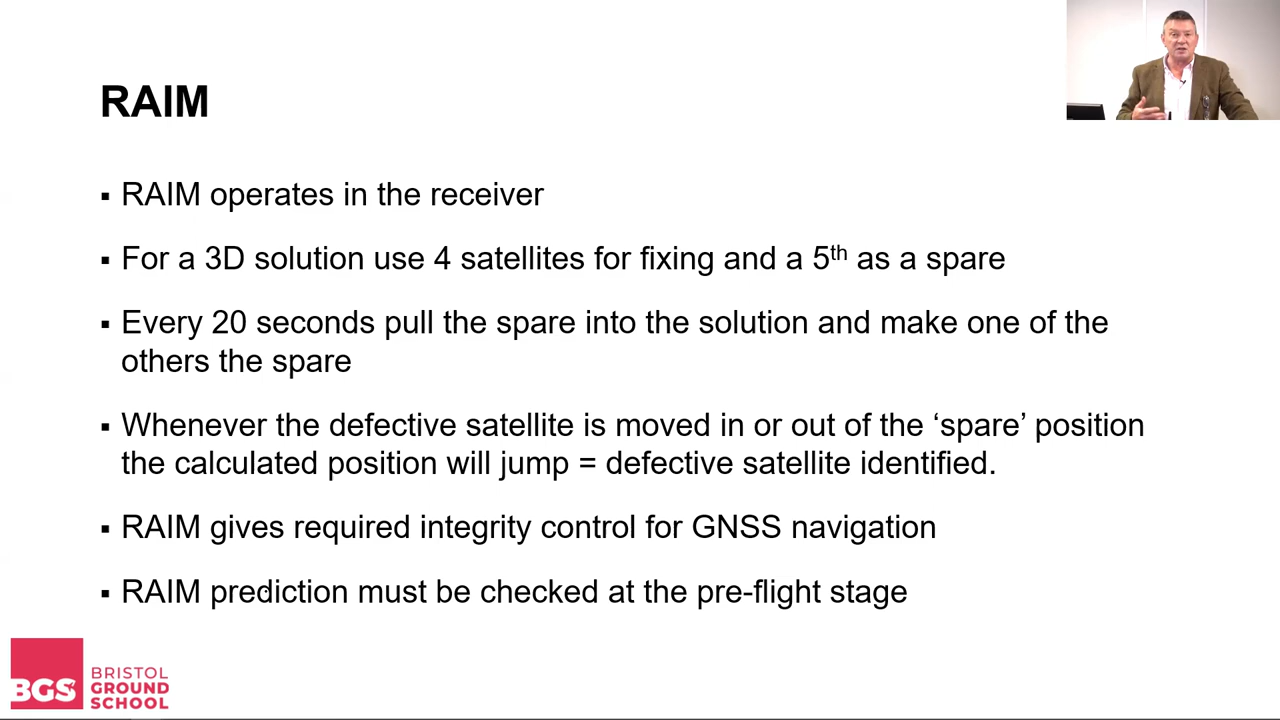 RAIM
▪ RAIM operates in the receiver
▪ For a 3D solution use 4 satellites for fixing and a 5th as a spare
▪ Every 20 seconds pull the spare into the solution and make one of the
others the spare
▪ Whenever the defective satellite is moved in or out of the ‘spare’ position
the calculated position will jump = defective satellite identified.
▪ RAIM gives required integrity control for GNSS navigation
▪ RAIM prediction must be checked at the pre-flight stage
BGS
BRISTOL
GROUND
SCHOOL